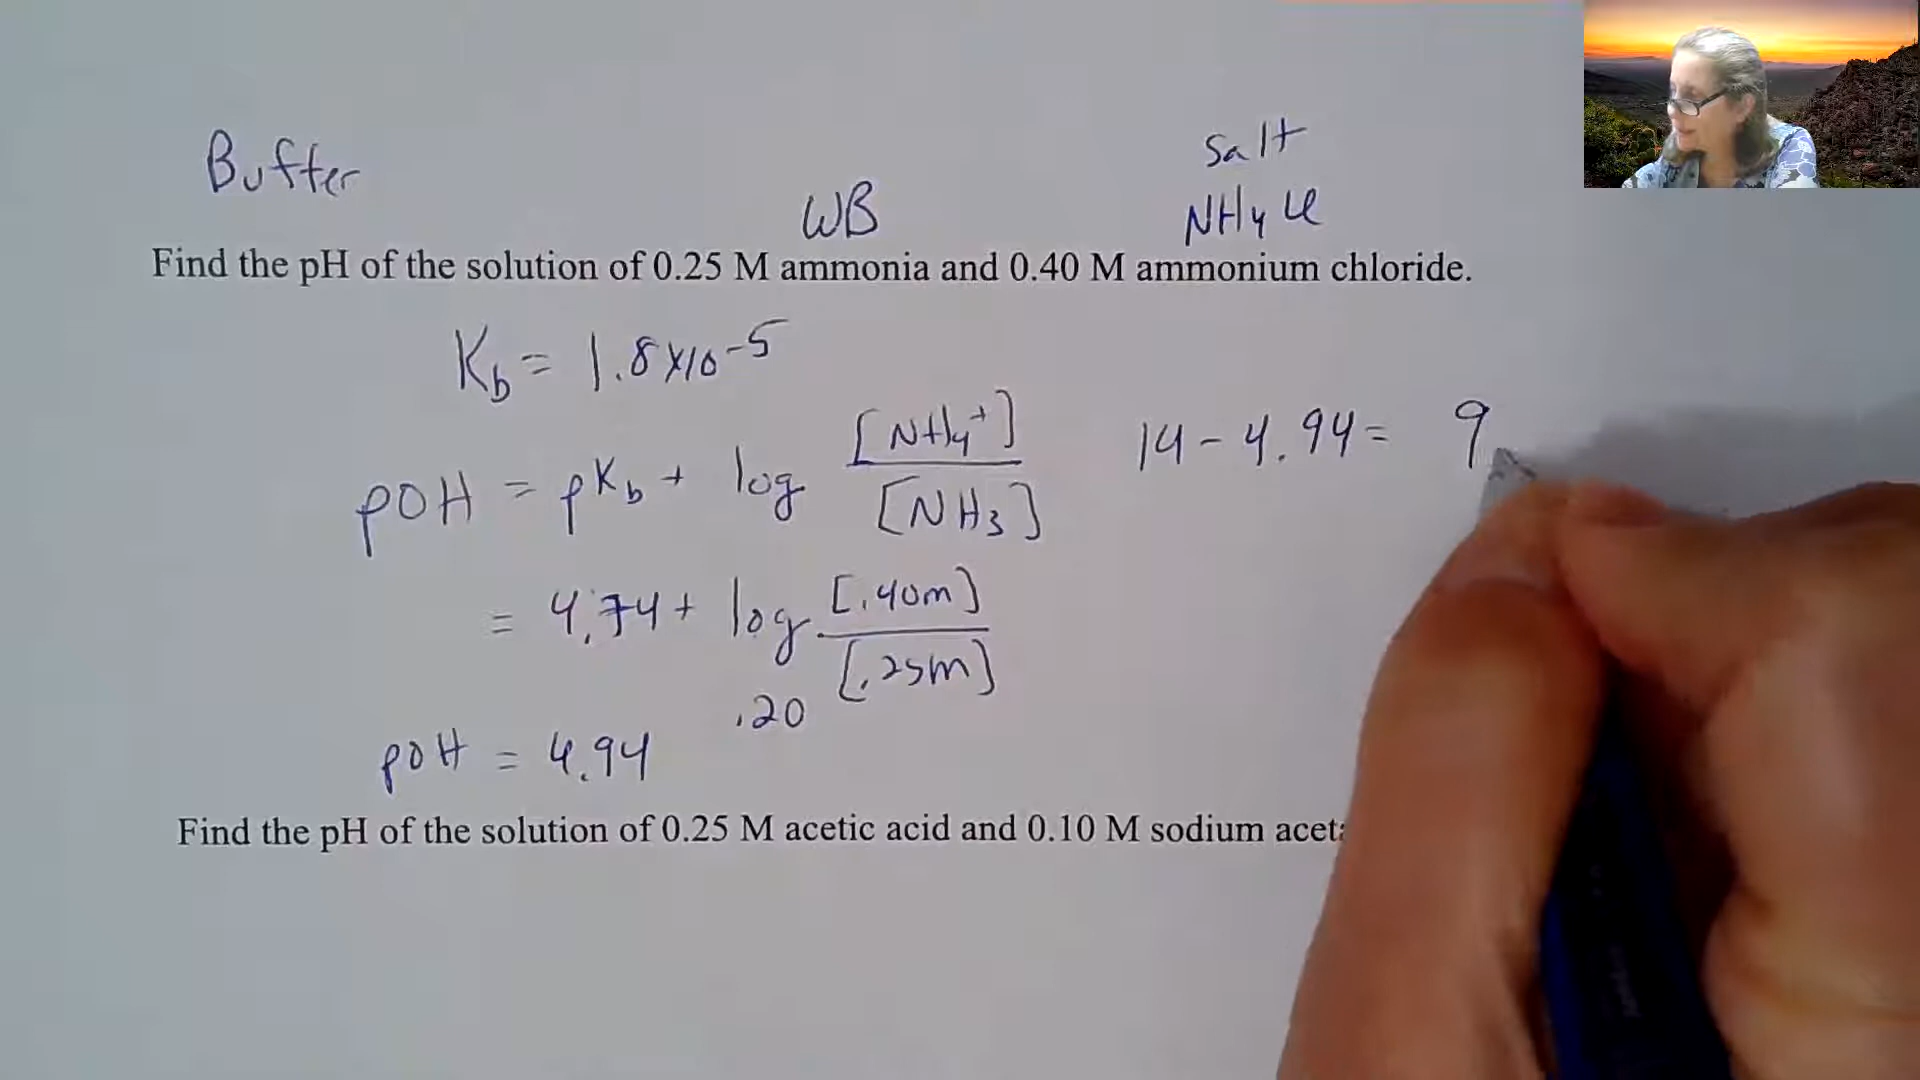 Buffer
Salt
WB
NH4Cl
Find the pH of the solution of 0.25 M ammonia and 0.40 M ammonium chloride.
Kb = 1.8x10-5
pOH = pKb + log [NH4+] / [NH3]
14 - 4.94 = 9
= 4.74 + log [.40m] / [.25m]
.20
pOH = 4.94
Find the pH of the solution of 0.25 M acetic acid and 0.10 M sodium